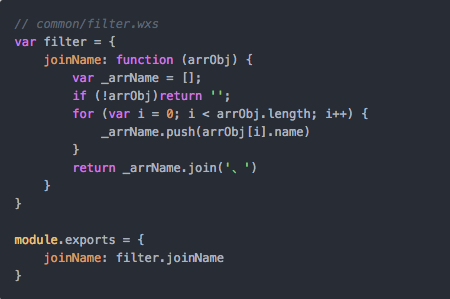 // common/filter.wxs
var filter = {
    joinName: function (arrObj) {
        var _arrName = [];
        if (!arrObj)return '';
        for (var i = 0; i < arrObj.length; i++) {
            _arrName.push(arrObj[i].name)
        }
        return _arrName.join('、')
    }
}

module.exports = {
    joinName: filter.joinName
}